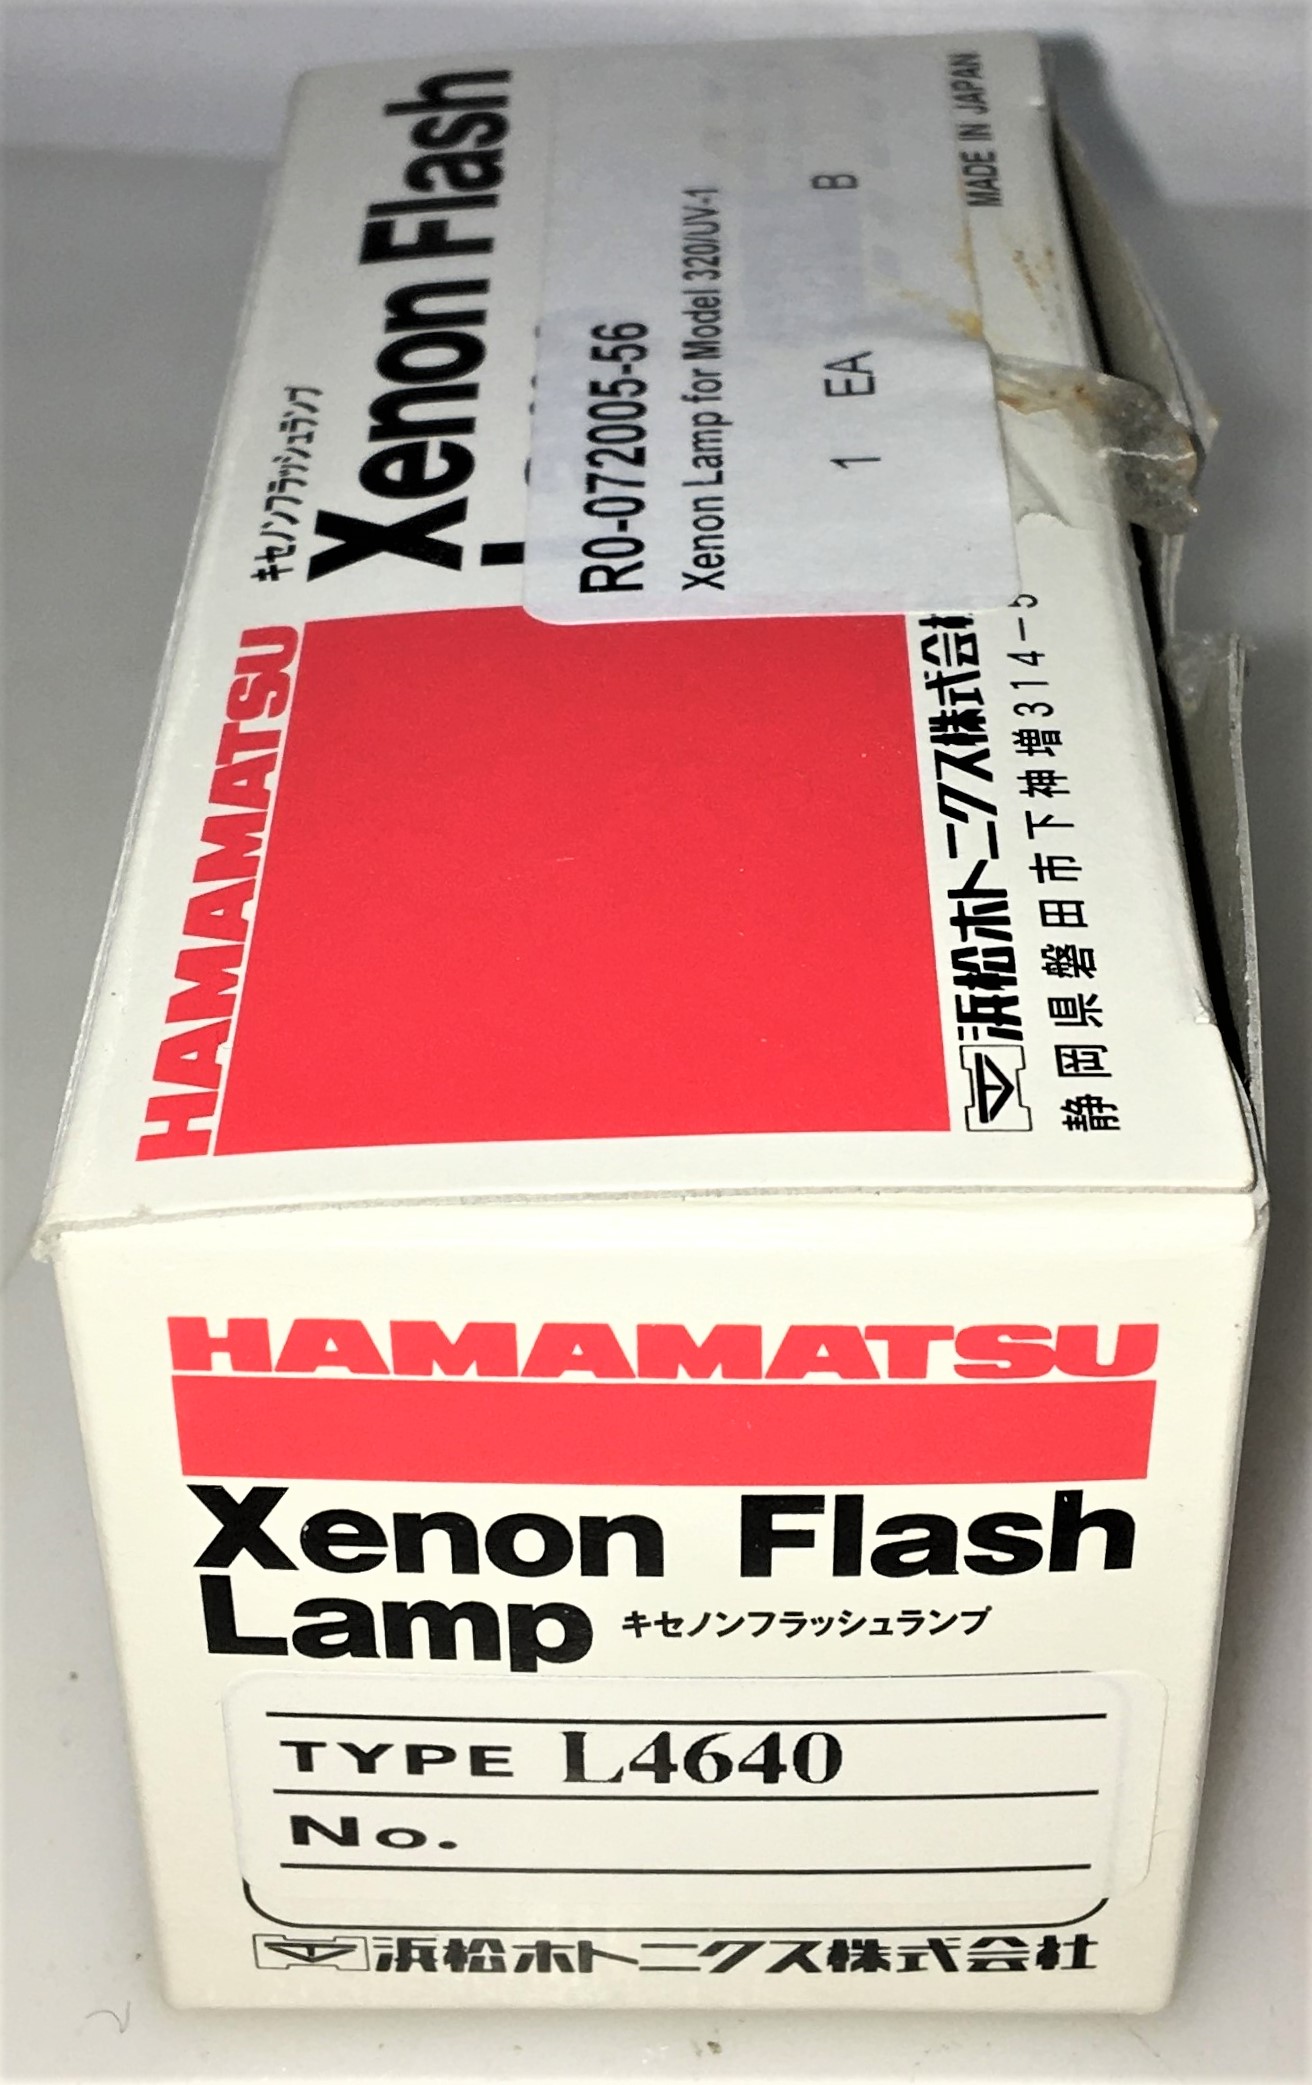 HAMAMATSU
キセノンフラッシュランプ
Xenon Flash
R0-072005-56
Xenon Lamp for Model 320/UV-1
1 EA B
浜松ホトニクス株式会
静岡県磐田市下神増314-5
MADE IN JAPAN
HAMAMATSU
Xenon Flash
Lamp キセノンフラッシュランプ
TYPE L4640
No.
浜松ホトニクス株式会社